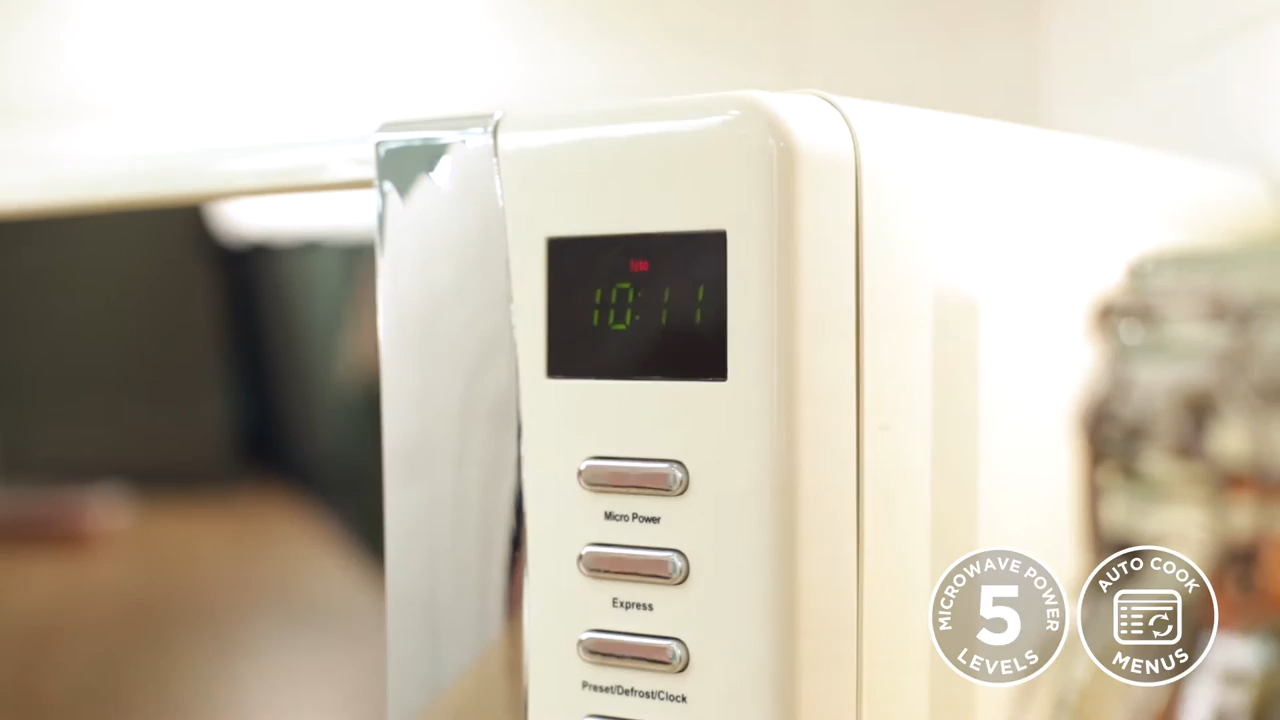 10:11
Micro Power
Express
Preset/Defrost/Clock
MICROWAVE POWER
5
LEVELS
AUTO COOK
MENUS